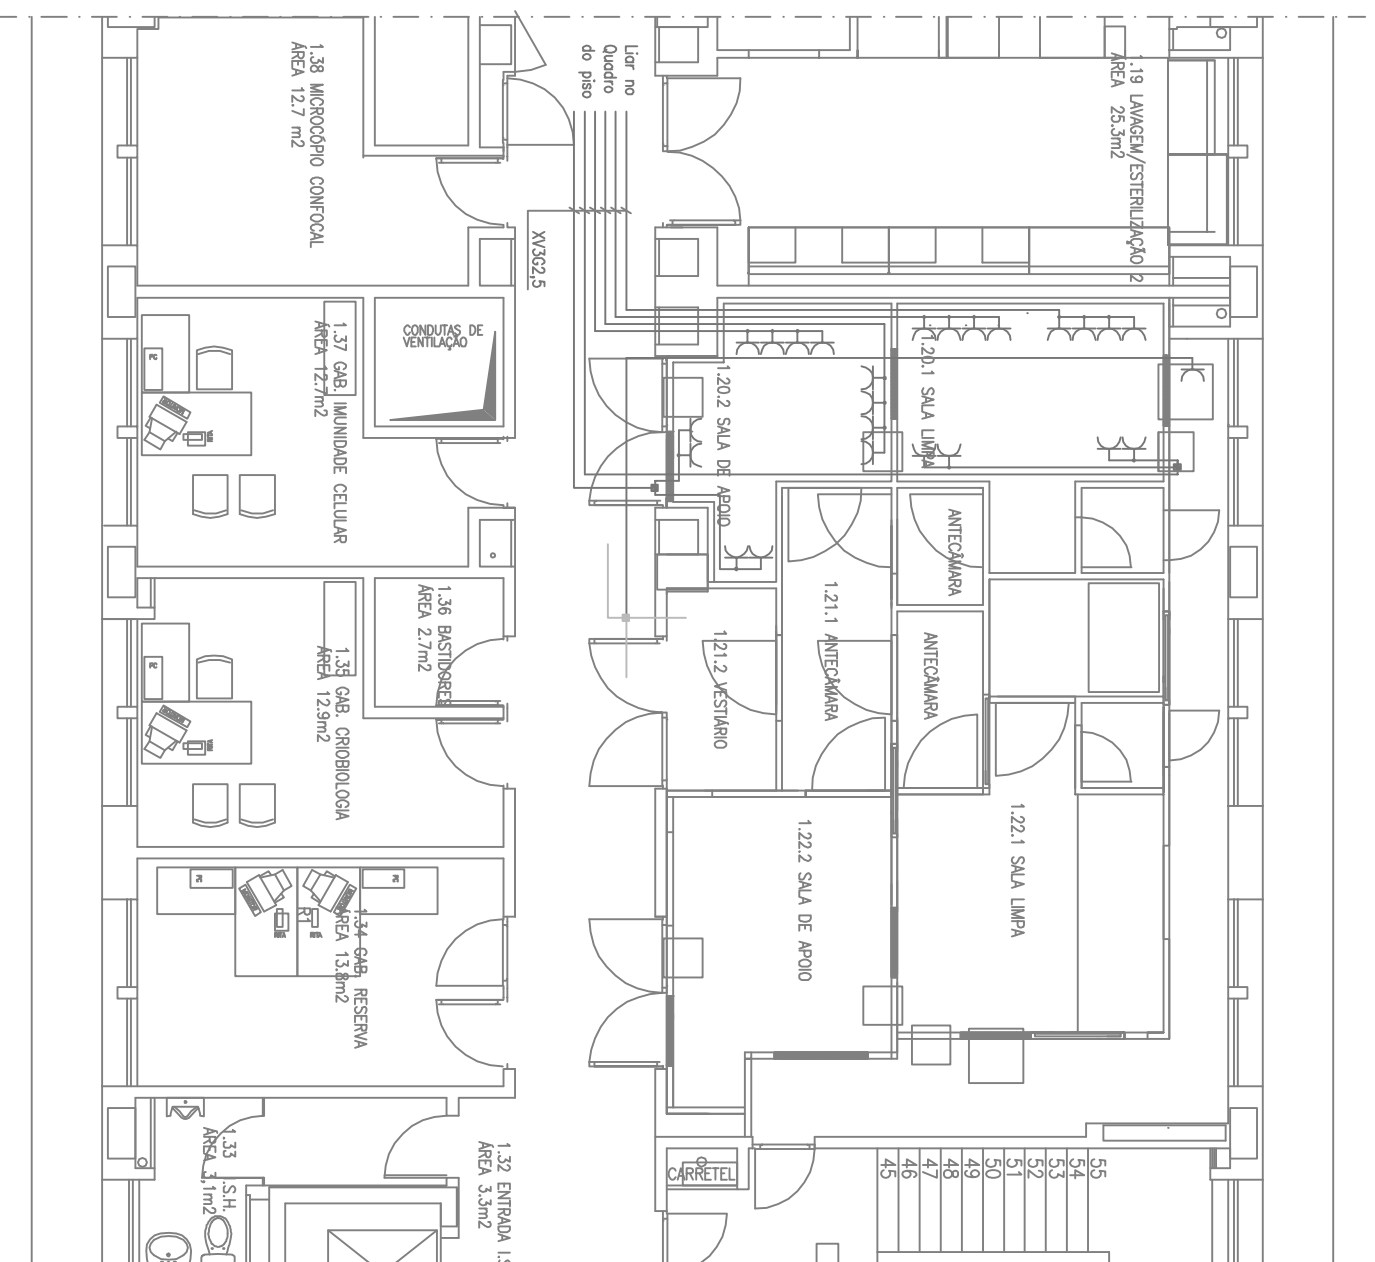 1.38 MICROCÓPIO CONFOCAL
ÁREA 12.7 m2
Liar no
Quadro
do piso
1.19 LAVAGEM/ESTERILIZAÇÃO 2
ÁREA 25.3m2
XV3G2,5
CONDUTAS DE
VENTILAÇÃO
1.37 GAB. IMUNIDADE CELULAR
ÁREA 12.7m2
PC
1.20.2 SALA DE APOIO
1.20.1 SALA LIMPA
ANTECÂMARA
1.21.1 ANTECÂMARA
1.36 BASTIDORES
ÁREA 2.7m2
1.35 GAB. CRIOBIOLOGIA
ÁREA 12.9m2
PC
1.21.2 VESTIÁRIO
ANTECÂMARA
1.22.2 SALA DE APOIO
1.22.1 SALA LIMPA
PC
PC
1.34 GAB. RESERVA
ÁREA 13.8m2
1.33 I.S.H.
ÁREA 3,1m2
1.32 ENTRADA I.S
ÁREA 3.3m2
CARRETEL
45
46
47
48
49
50
51
52
53
54
55